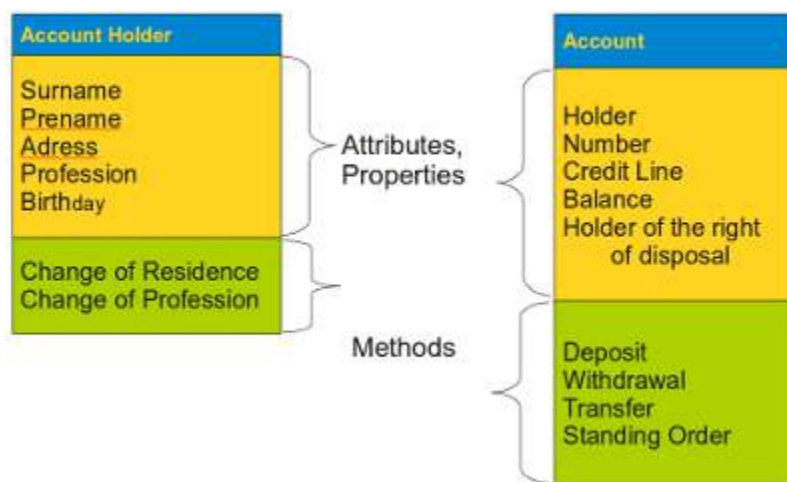 Account Holder
Surname
Prename
Adress
Profession
Birthday
Change of Residence
Change of Profession
Attributes,
Properties
Methods
Account
Holder
Number
Credit Line
Balance
Holder of the right
of disposal
Deposit
Withdrawal
Transfer
Standing Order